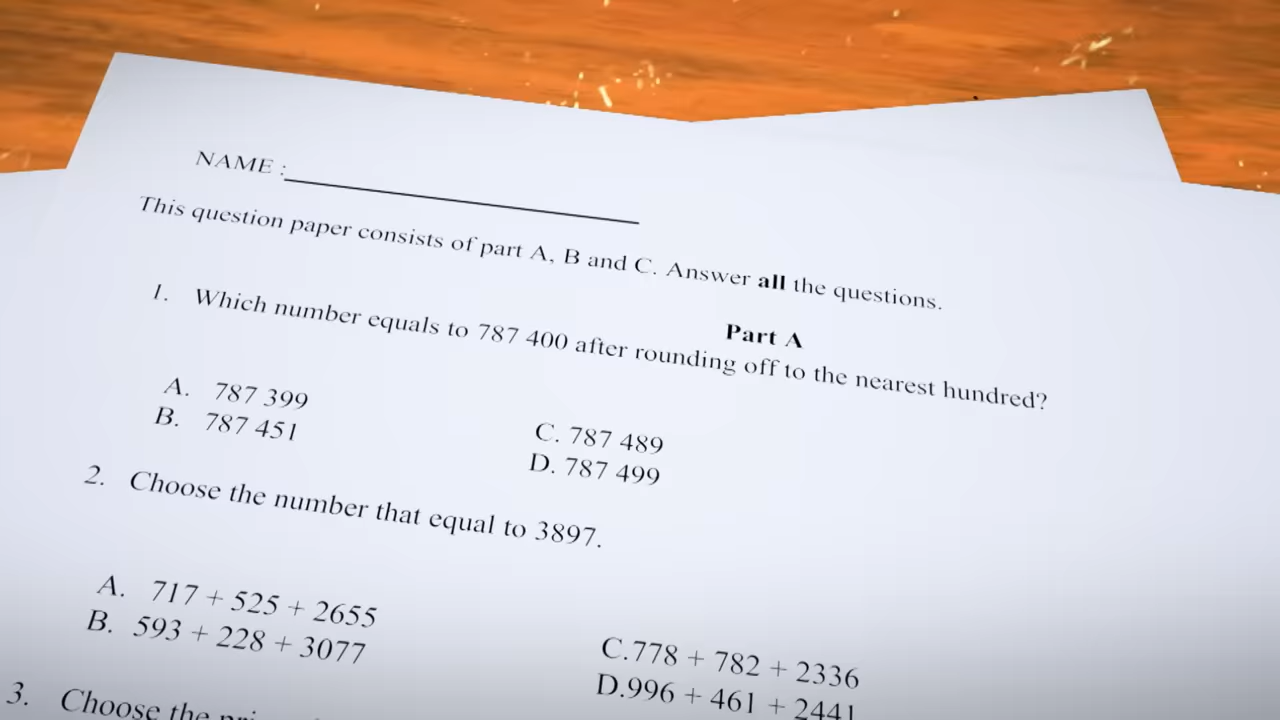 NAME :
This question paper consists of part A, B and C. Answer all the questions.
Part A
1. Which number equals to 787 400 after rounding off to the nearest hundred?
A. 787 399
B. 787 451
C. 787 489
D. 787 499
2. Choose the number that equal to 3897.
A. 717 + 525 + 2655
B. 593 + 228 + 3077
C.778 + 782 + 2336
D.996 + 461 + 2441
3. Choose the